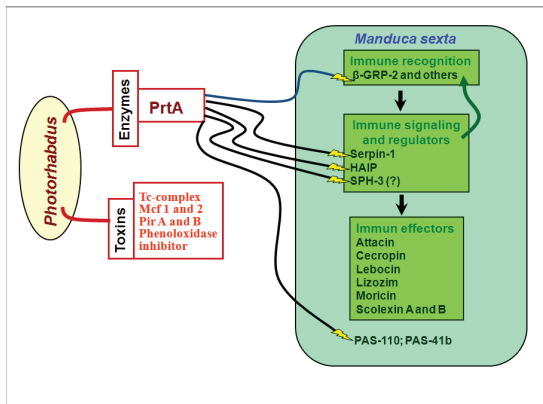 Photorhabdus
Enzymes
PrtA
Toxins
Tc-complex
Mcf 1 and 2
Pir A and B
Phenoloxidase
inhibitor
Manduca sexta
Immune recognition
β-GRP-2 and others
Immune signaling
and regulators
Serpin-1
HAIP
SPH-3 (?)
Immun effectors
Attacin
Cecropin
Lebocin
Lizozim
Moricin
Scolexin A and B
PAS-110; PAS-41b